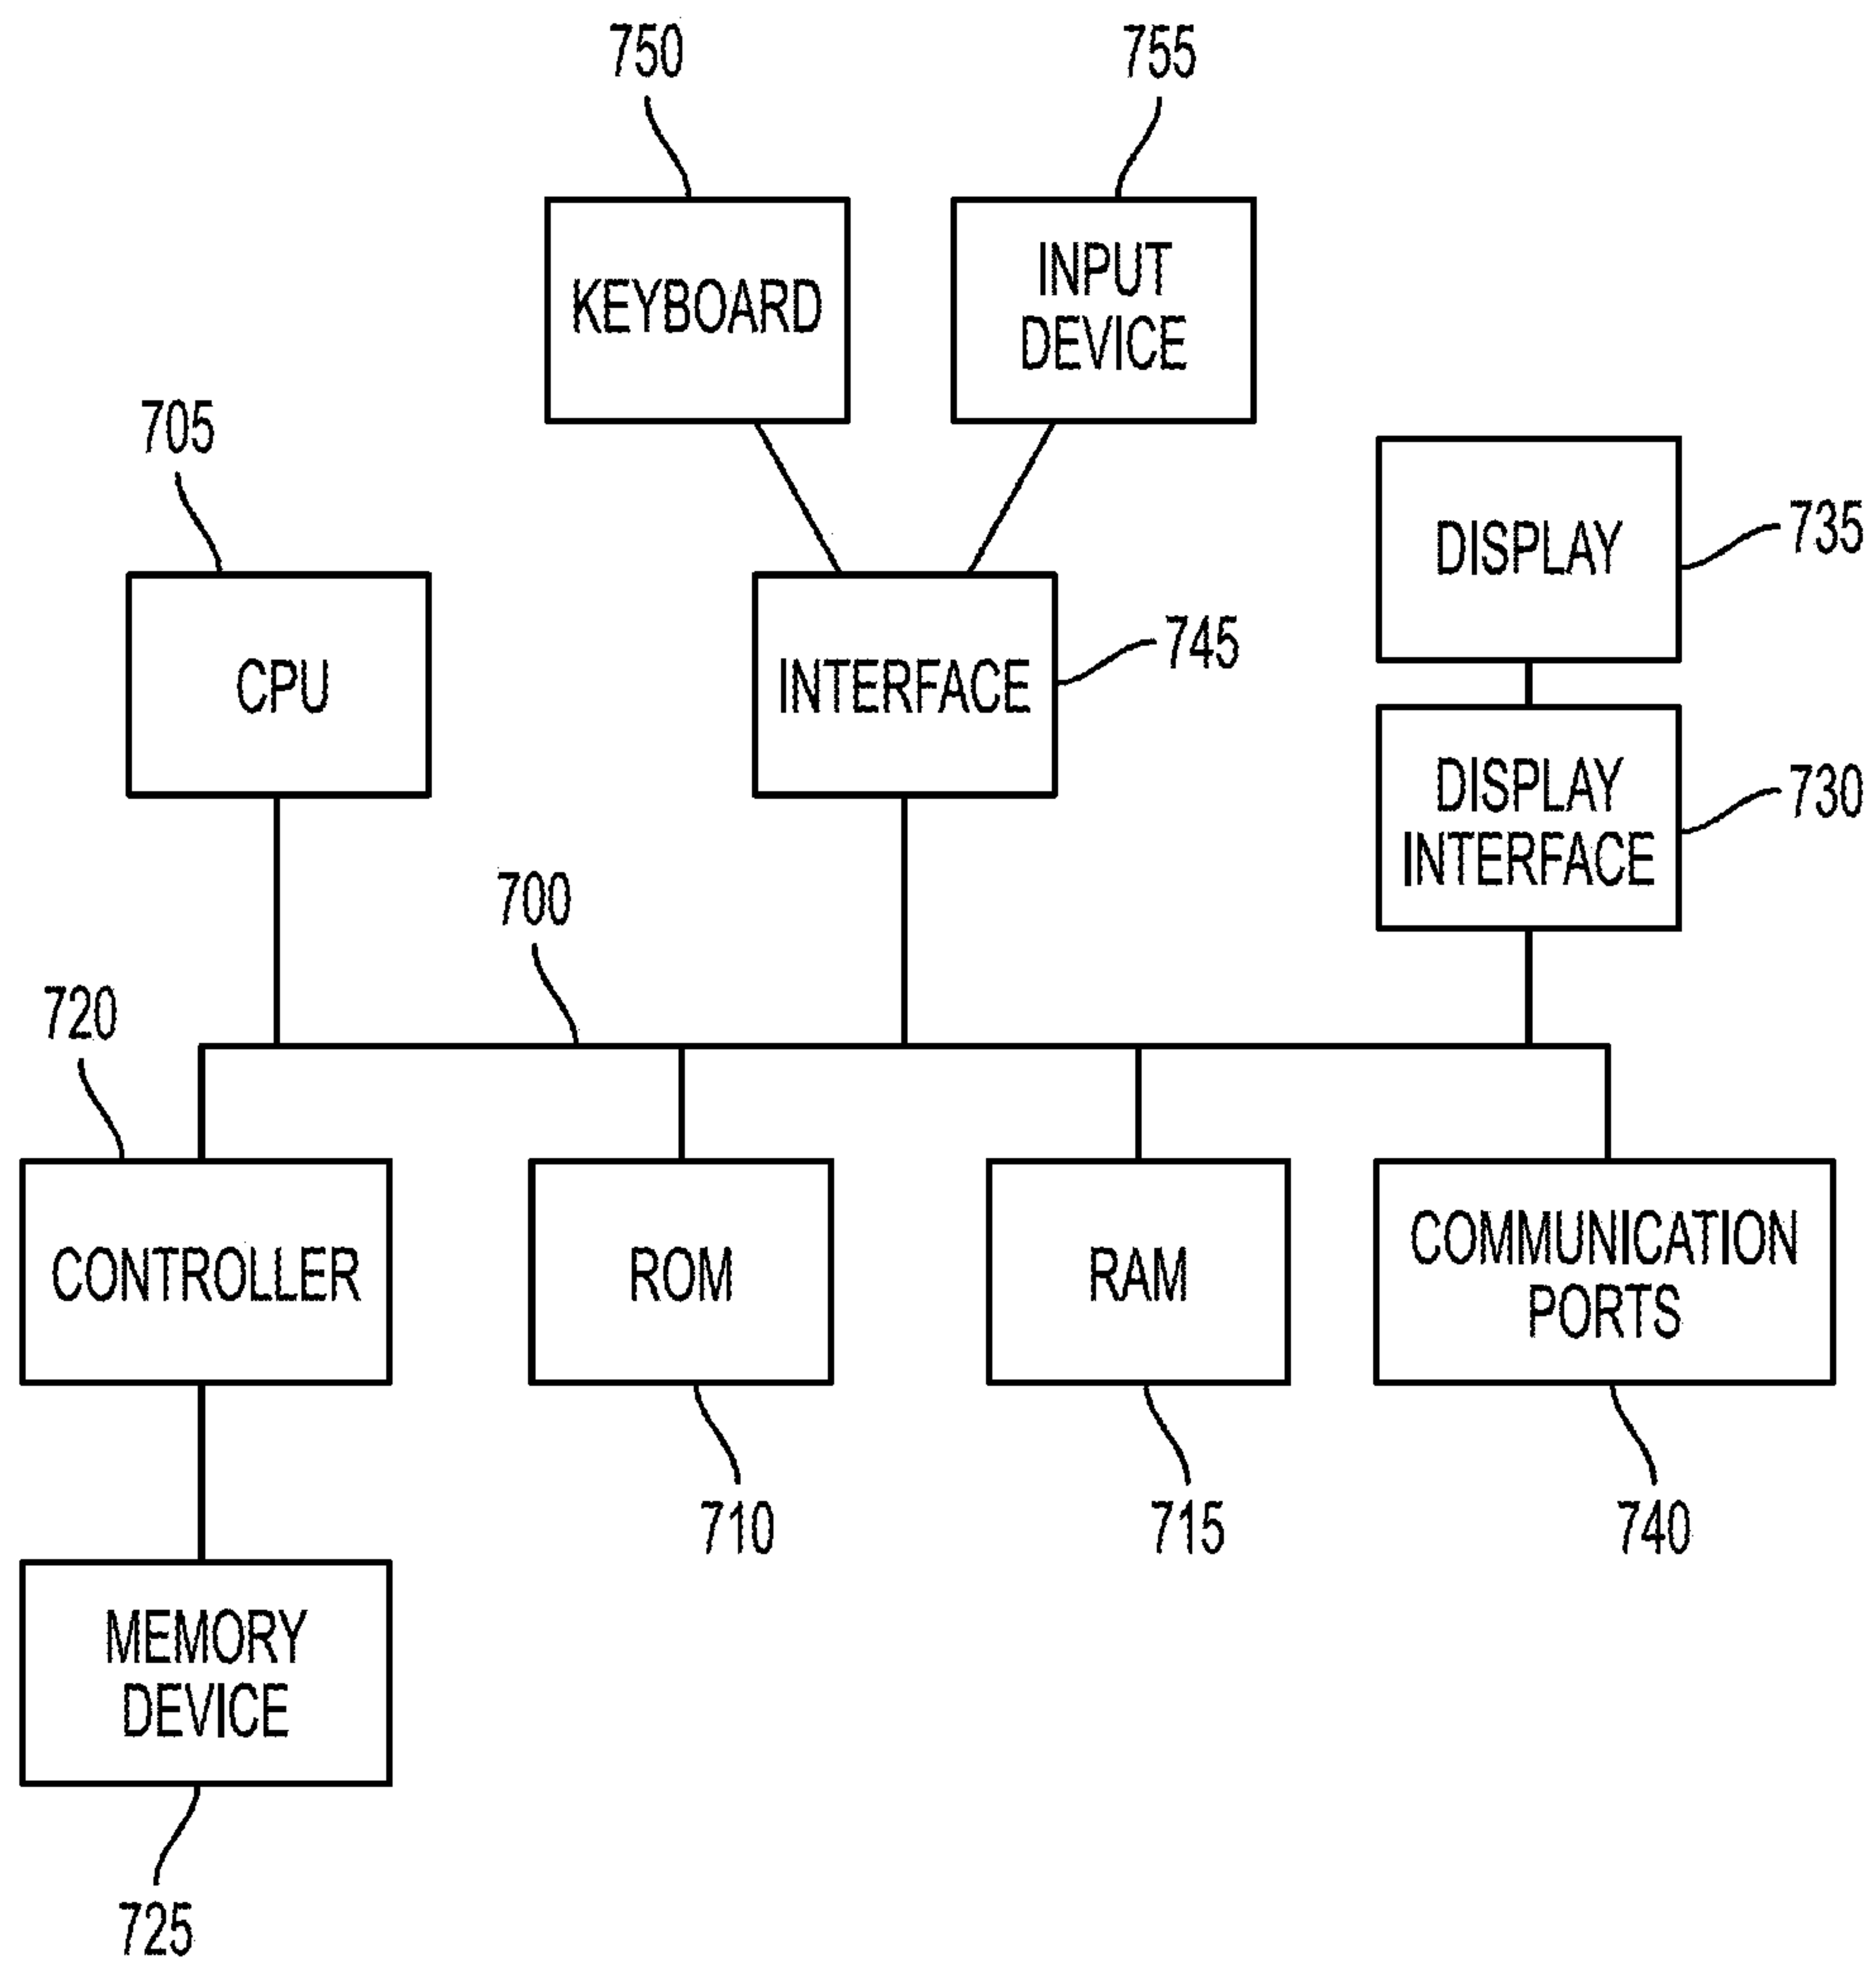 750
755
KEYBOARD
INPUT
DEVICE
705
735
DISPLAY
CPU
INTERFACE
745
DISPLAY
INTERFACE
730
700
720
CONTROLLER
ROM
RAM
COMMUNICATION
PORTS
710
715
740
MEMORY
DEVICE
725